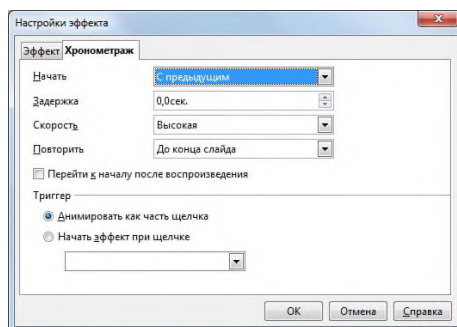 Настройки эффекта
Эффект Хронометраж
Начать С предыдущим
Задержка 0,0сек.
Скорость Высокая
Повторить До конца слайда
Перейти к началу после воспроизведения
Триггер
Анимировать как часть щелчка
Начать эффект при щелчке
ОК Отмена Справка